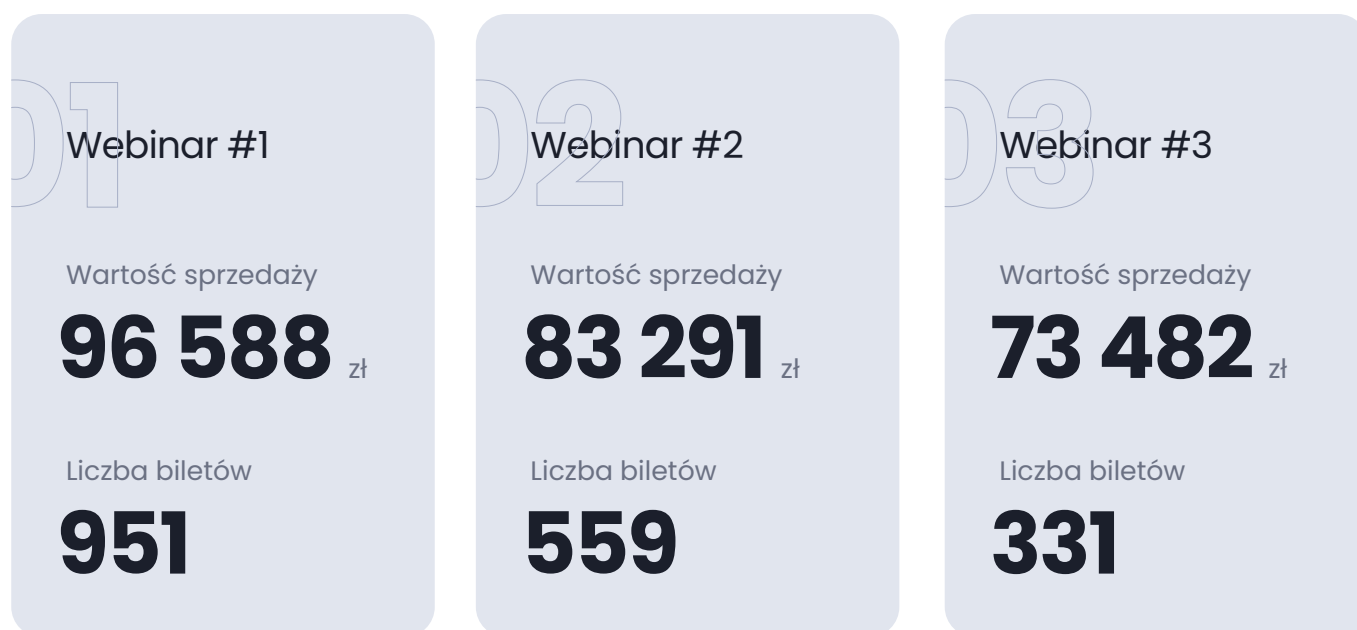 01
Webinar #1
Wartość sprzedaży
96 588 zł
Liczba biletów
951
02
Webinar #2
Wartość sprzedaży
83 291 zł
Liczba biletów
559
03
Webinar #3
Wartość sprzedaży
73 482 zł
Liczba biletów
331